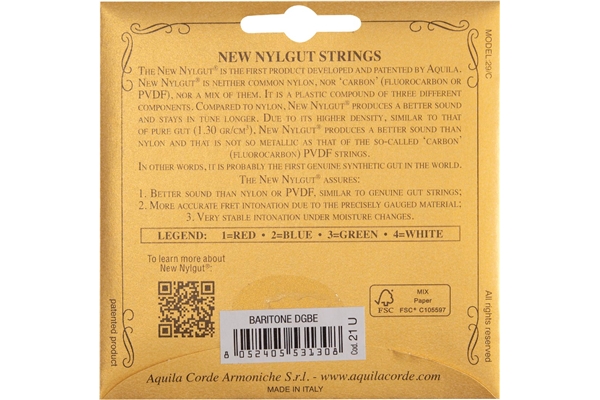 NEW NYLGUT STRINGS
THE NEW NYLGUT® IS THE FIRST PRODUCT DEVELOPED AND PATENTED BY AQUILA.
NEW NYLGUT® IS NEITHER COMMON NYLON, NOR 'CARBON' (FLUOROCARBON OR
PVDF), NOR A MIX OF THEM. IT IS A PLASTIC COMPOUND OF THREE DIFFERENT
COMPONENTS. COMPARED TO NYLON, NEW NYLGUT® PRODUCES A BETTER SOUND
AND STAYS IN TUNE LONGER. DUE TO ITS HIGHER DENSITY, SIMILAR TO THAT
OF PURE GUT (1.30 GR/CM³), NEW NYLGUT® PRODUCES A BETTER SOUND THAN
NYLON AND THAT IS NOT SO METALLIC AS THAT OF THE SO-CALLED 'CARBON'
(FLUOROCARBON) PVDF STRINGS.
IN OTHER WORDS, IT IS PROBABLY THE FIRST GENUINE SYNTHETIC GUT IN THE WORLD.
THE NEW NYLGUT® ASSURES:
1. BETTER SOUND THAN NYLON OR PVDF, SIMILAR TO GENUINE GUT STRINGS;
2. MORE ACCURATE FRET INTONATION DUE TO THE PRECISELY GAUGED MATERIAL;
3. VERY STABLE INTONATION UNDER MOISTURE CHANGES.
LEGEND: 1=RED • 2=BLUE • 3=GREEN • 4=WHITE
To learn more about
New Nylgut®:
BARITONE DGBE
8 052405 531308
Cod. 21 U
FSC
MIX
Paper
FSC® C105597
MODEL 29/C
All rights reserved
patented product
Aquila Corde Armoniche S.r.l. - www.aquilacorde.com
MADE IN ITALY